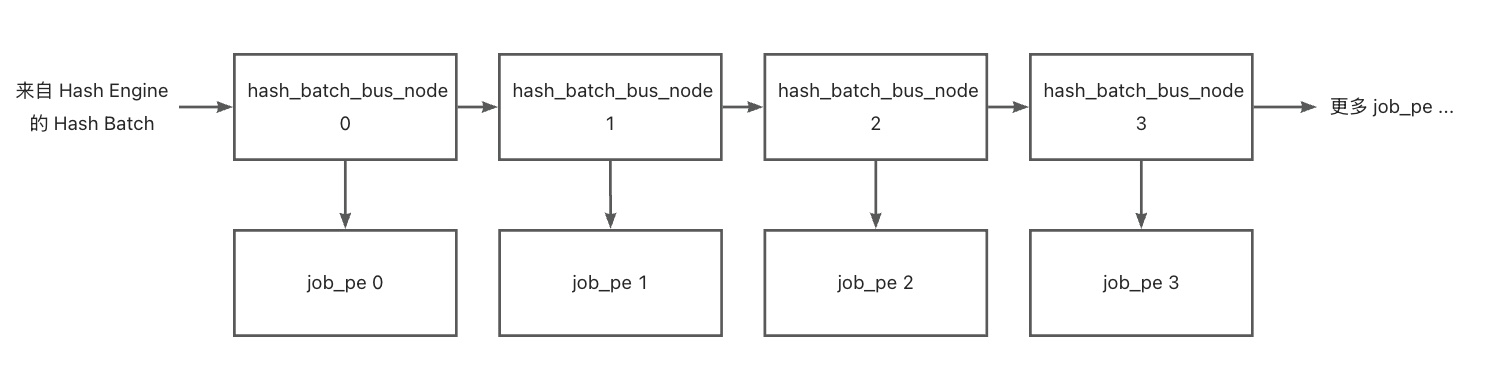 来自 Hash Engine
的 Hash Batch
hash_batch_bus_node
0
hash_batch_bus_node
1
hash_batch_bus_node
2
hash_batch_bus_node
3
更多 job_pe ...
job_pe 0
job_pe 1
job_pe 2
job_pe 3